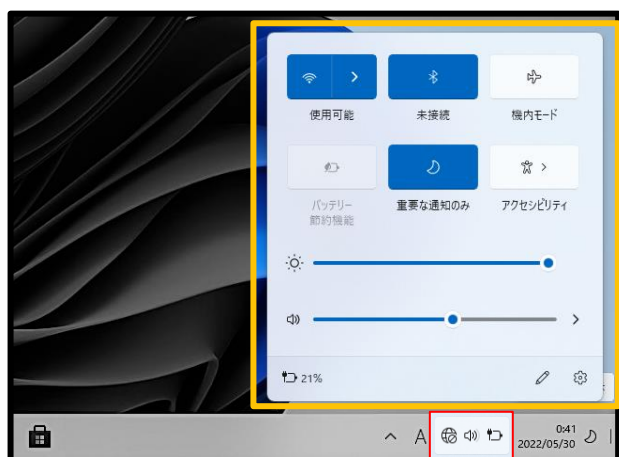 使用可能
未接続
機内モード
バッテリー
節約機能
重要な通知のみ
アクセシビリティ
21%
A
0:41
2022/05/30